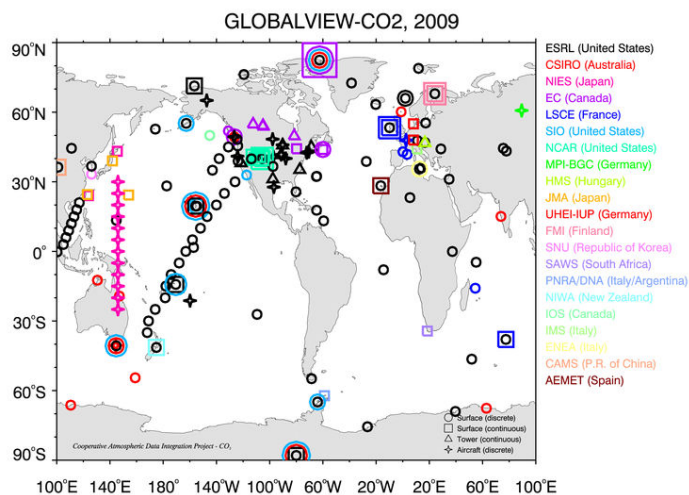 GLOBALVIEW-CO2, 2009
90°N
60°N
30°N
0°
30°S
60°S
90°S
100°E 140°E 180°E 140°W 100°W 60°W 20°W 20°E 60°E 100°E
Surface (discrete)
Surface (continuous)
Tower (continuous)
Aircraft (discrete)
Cooperative Atmospheric Data Integration Project - CO₂
ESRL (United States)
CSIRO (Australia)
NIES (Japan)
EC (Canada)
LSCE (France)
SIO (United States)
NCAR (United States)
MPI-BGC (Germany)
HMS (Hungary)
JMA (Japan)
UHEI-IUP (Germany)
FMI (Finland)
SNU (Republic of Korea)
SAWS (South Africa)
PNRA/DNA (Italy/Argentina)
NIWA (New Zealand)
IOS (Canada)
IMS (Italy)
ENEA (Italy)
CAMS (P.R. of China)
AEMET (Spain)